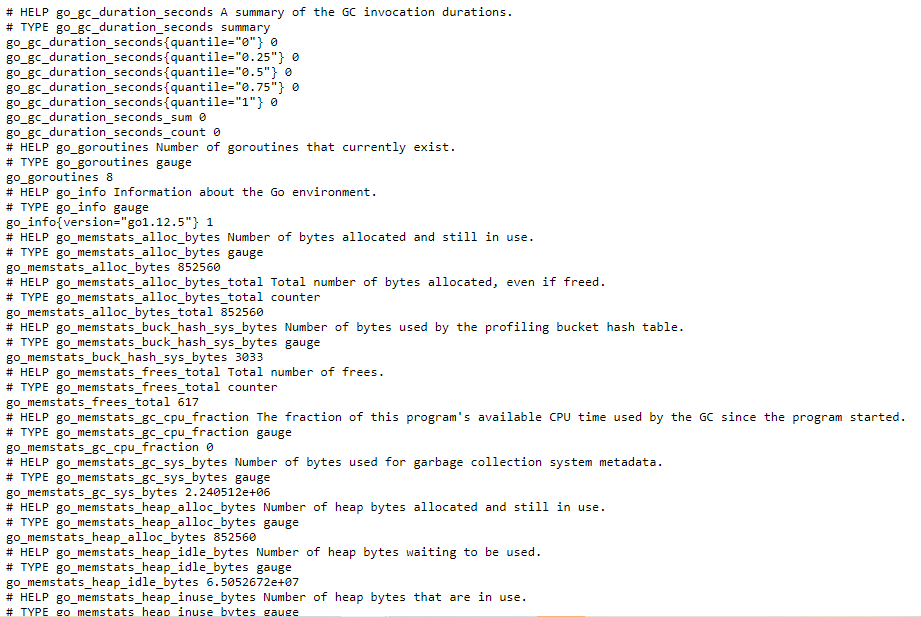 # HELP go_gc_duration_seconds A summary of the GC invocation durations.
# TYPE go_gc_duration_seconds summary
go_gc_duration_seconds{quantile="0"} 0
go_gc_duration_seconds{quantile="0.25"} 0
go_gc_duration_seconds{quantile="0.5"} 0
go_gc_duration_seconds{quantile="0.75"} 0
go_gc_duration_seconds{quantile="1"} 0
go_gc_duration_seconds_sum 0
go_gc_duration_seconds_count 0
# HELP go_goroutines Number of goroutines that currently exist.
# TYPE go_goroutines gauge
go_goroutines 8
# HELP go_info Information about the Go environment.
# TYPE go_info gauge
go_info{version="go1.12.5"} 1
# HELP go_memstats_alloc_bytes Number of bytes allocated and still in use.
# TYPE go_memstats_alloc_bytes gauge
go_memstats_alloc_bytes 852560
# HELP go_memstats_alloc_bytes_total Total number of bytes allocated, even if freed.
# TYPE go_memstats_alloc_bytes_total counter
go_memstats_alloc_bytes_total 852560
# HELP go_memstats_buck_hash_sys_bytes Number of bytes used by the profiling bucket hash table.
# TYPE go_memstats_buck_hash_sys_bytes gauge
go_memstats_buck_hash_sys_bytes 3033
# HELP go_memstats_frees_total Total number of frees.
# TYPE go_memstats_frees_total counter
go_memstats_frees_total 617
# HELP go_memstats_gc_cpu_fraction The fraction of this program's available CPU time used by the GC since the program started.
# TYPE go_memstats_gc_cpu_fraction gauge
go_memstats_gc_cpu_fraction 0
# HELP go_memstats_gc_sys_bytes Number of bytes used for garbage collection system metadata.
# TYPE go_memstats_gc_sys_bytes gauge
go_memstats_gc_sys_bytes 2.240512e+06
# HELP go_memstats_heap_alloc_bytes Number of heap bytes allocated and still in use.
# TYPE go_memstats_heap_alloc_bytes gauge
go_memstats_heap_alloc_bytes 852560
# HELP go_memstats_heap_idle_bytes Number of heap bytes waiting to be used.
# TYPE go_memstats_heap_idle_bytes gauge
go_memstats_heap_idle_bytes 6.5052672e+07
# HELP go_memstats_heap_inuse_bytes Number of heap bytes that are in use.
# TYPE go_memstats_heap_inuse_bytes gauge